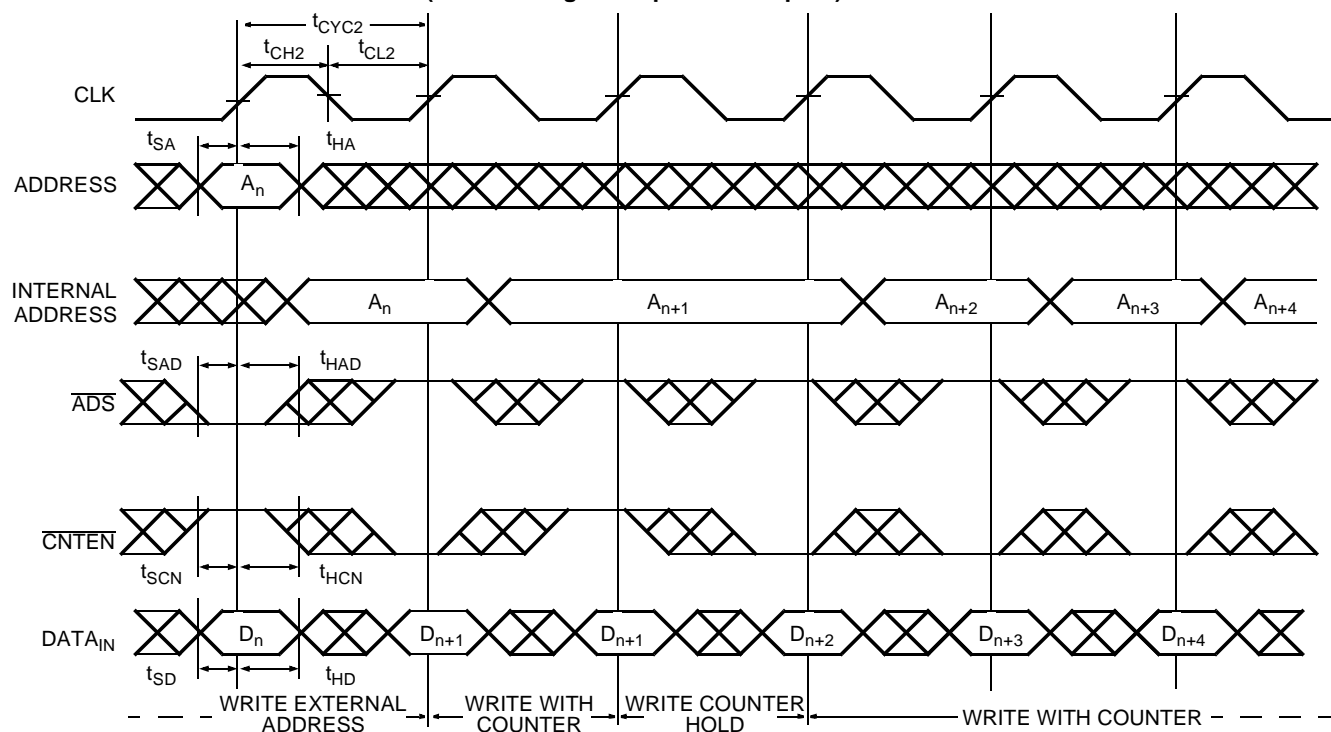 tCYC2
tCH2 tCL2
CLK
tSA tHA
ADDRESS An
INTERNAL
ADDRESS
An An+1 An+2 An+3 An+4
tSAD tHAD
ADS
CNTEN
tSCN tHCN
DATAIN Dn Dn+1 Dn+1 Dn+2 Dn+3 Dn+4
tSD tHD
WRITE EXTERNAL
ADDRESS
WRITE WITH
COUNTER
WRITE COUNTER
HOLD
WRITE WITH COUNTER